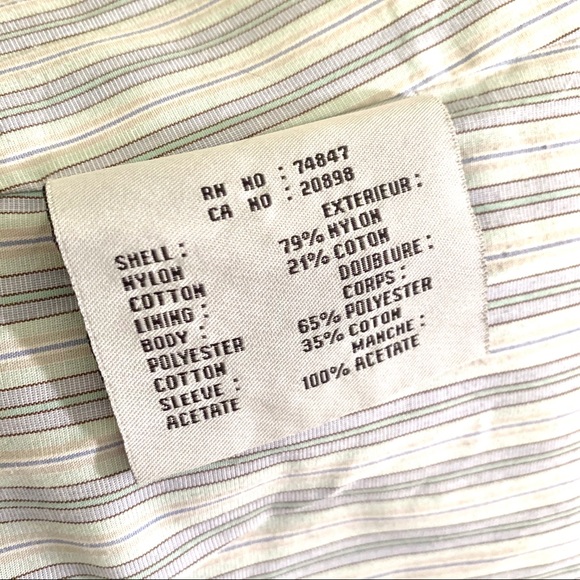 RN NO : 74847
CA NO : 20898
EXTERIEUR :
SHELL :
79% NYLON
NYLON
21% COTON
COTTON
DOUBLURE :
LINING :
CORPS :
BODY :
65% POLYESTER
POLYESTER
35% COTON
COTTON
MANCHE :
SLEEVE :
100% ACETATE
ACETATE